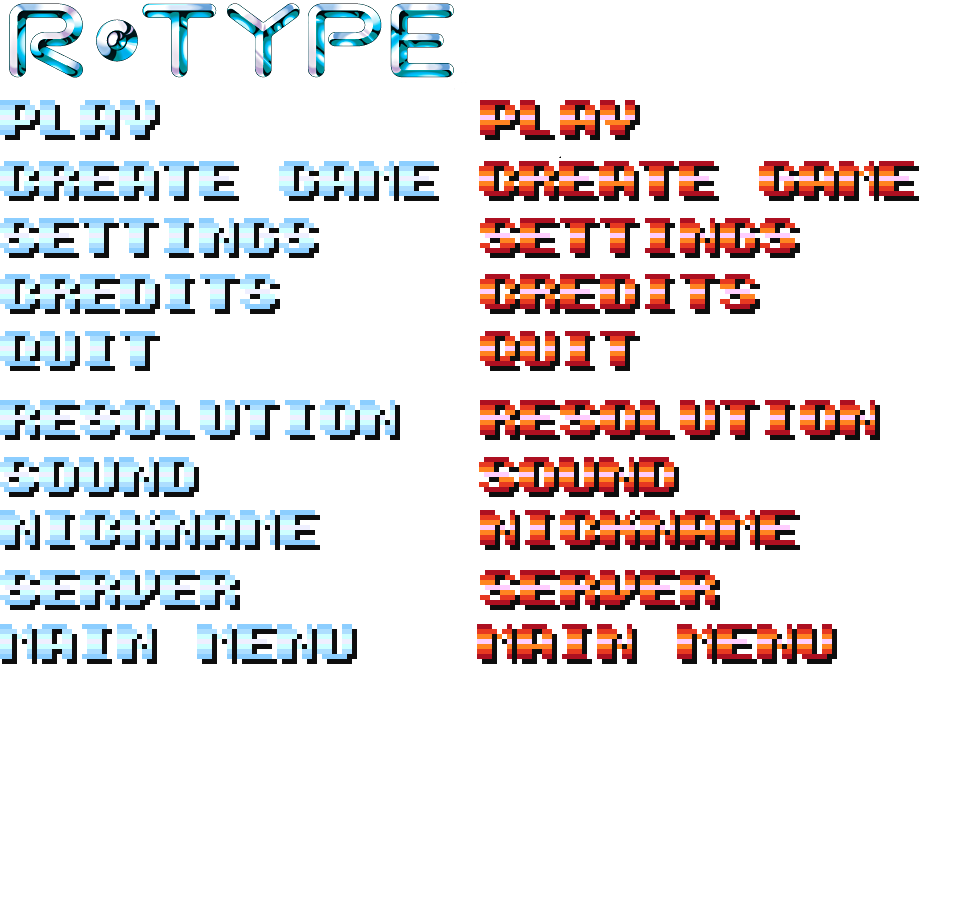 R•TYPE
PLAY PLAY
CREATE GAME CREATE GAME
SETTINGS SETTINGS
CREDITS CREDITS
QUIT QUIT
RESOLUTION RESOLUTION
SOUND SOUND
NICKNAME NICKNAME
SERVER SERVER
MAIN MENU MAIN MENU